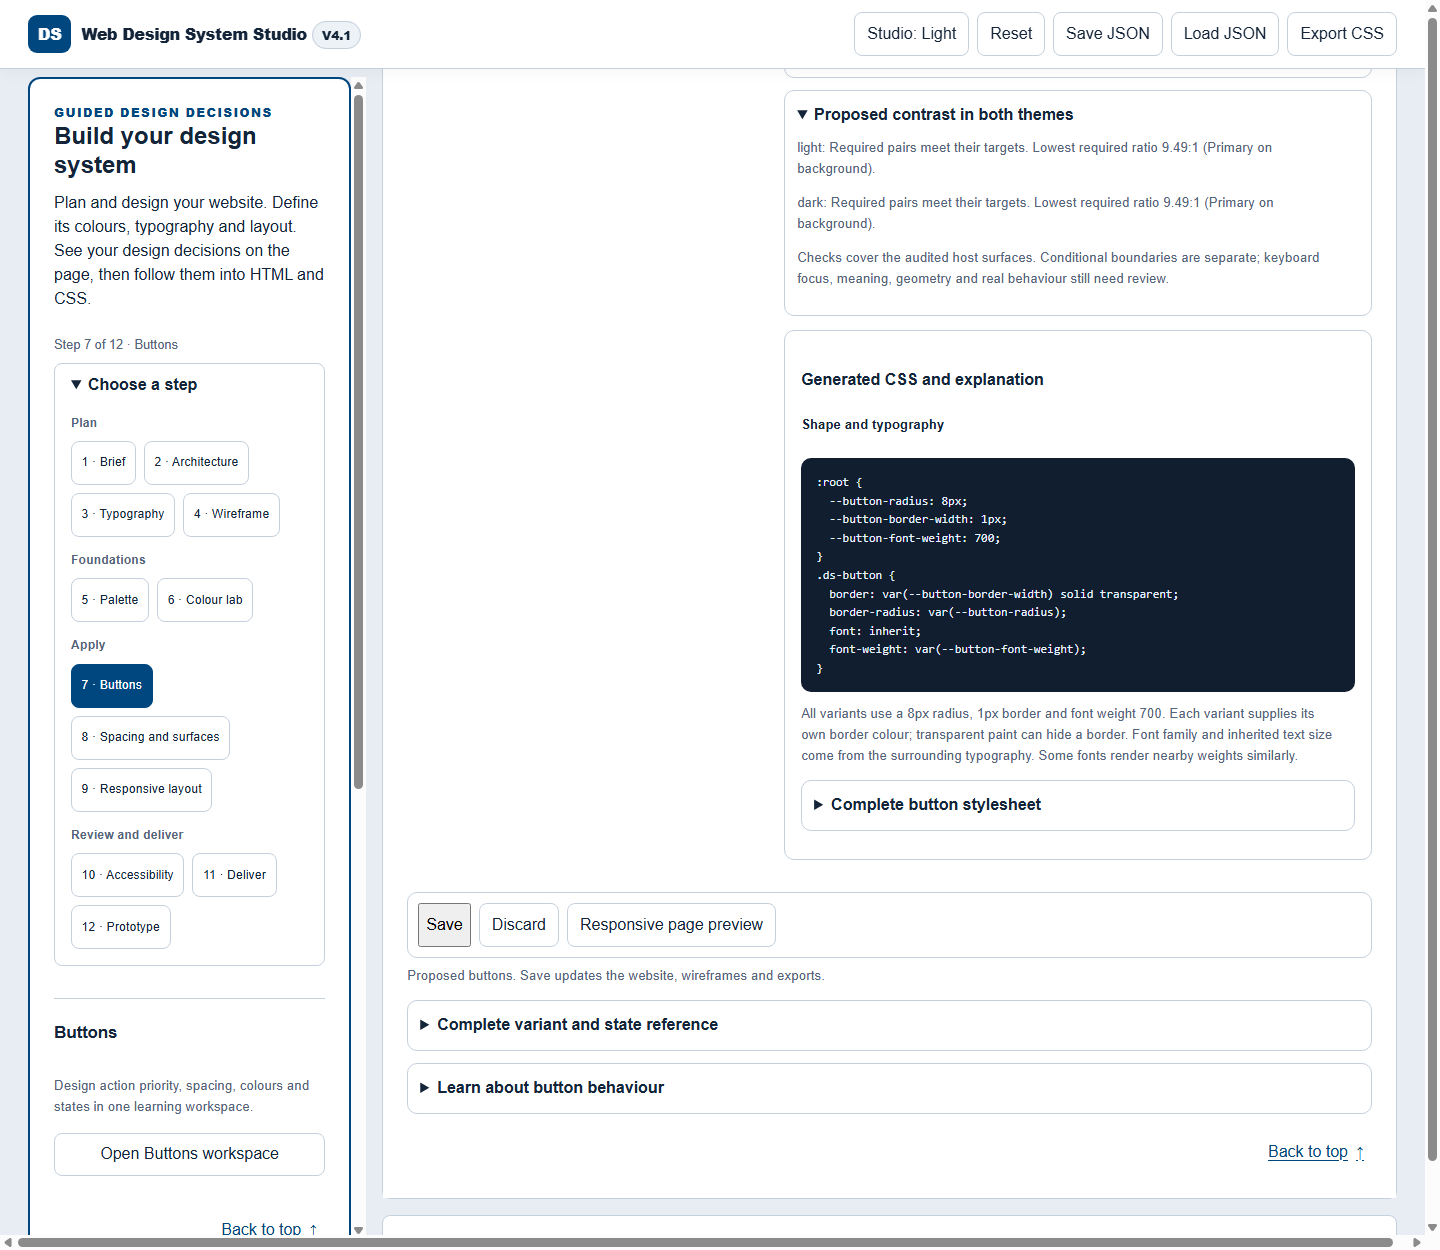 DS Web Design System Studio V4.1
Studio: Light
Reset
Save JSON
Load JSON
Export CSS
GUIDED DESIGN DECISIONS
Build your design
system
Plan and design your website. Define
its colours, typography and layout.
See your design decisions on the
page, then follow them into HTML and
CSS.
Step 7 of 12 · Buttons
▼ Choose a step
Plan
1 · Brief
2 · Architecture
3 · Typography
4 · Wireframe
Foundations
5 · Palette
6 · Colour lab
Apply
7 · Buttons
8 · Spacing and surfaces
9 · Responsive layout
Review and deliver
10 · Accessibility
11 · Deliver
12 · Prototype
Buttons
Design action priority, spacing, colours and
states in one learning workspace.
Open Buttons workspace
Back to top ↑
▼ Proposed contrast in both themes
light: Required pairs meet their targets. Lowest required ratio 9.49:1 (Primary on
background).
dark: Required pairs meet their targets. Lowest required ratio 9.49:1 (Primary on
background).
Checks cover the audited host surfaces. Conditional boundaries are separate; keyboard
focus, meaning, geometry and real behaviour still need review.
Generated CSS and explanation
Shape and typography
:root {
  --button-radius: 8px;
  --button-border-width: 1px;
  --button-font-weight: 700;
}
.ds-button {
  border: var(--button-border-width) solid transparent;
  border-radius: var(--button-radius);
  font: inherit;
  font-weight: var(--button-font-weight);
}
All variants use a 8px radius, 1px border and font weight 700. Each variant supplies its
own border colour; transparent paint can hide a border. Font family and inherited text size
come from the surrounding typography. Some fonts render nearby weights similarly.
▶ Complete button stylesheet
Save
Discard
Responsive page preview
Proposed buttons. Save updates the website, wireframes and exports.
▶ Complete variant and state reference
▶ Learn about button behaviour
Back to top ↑